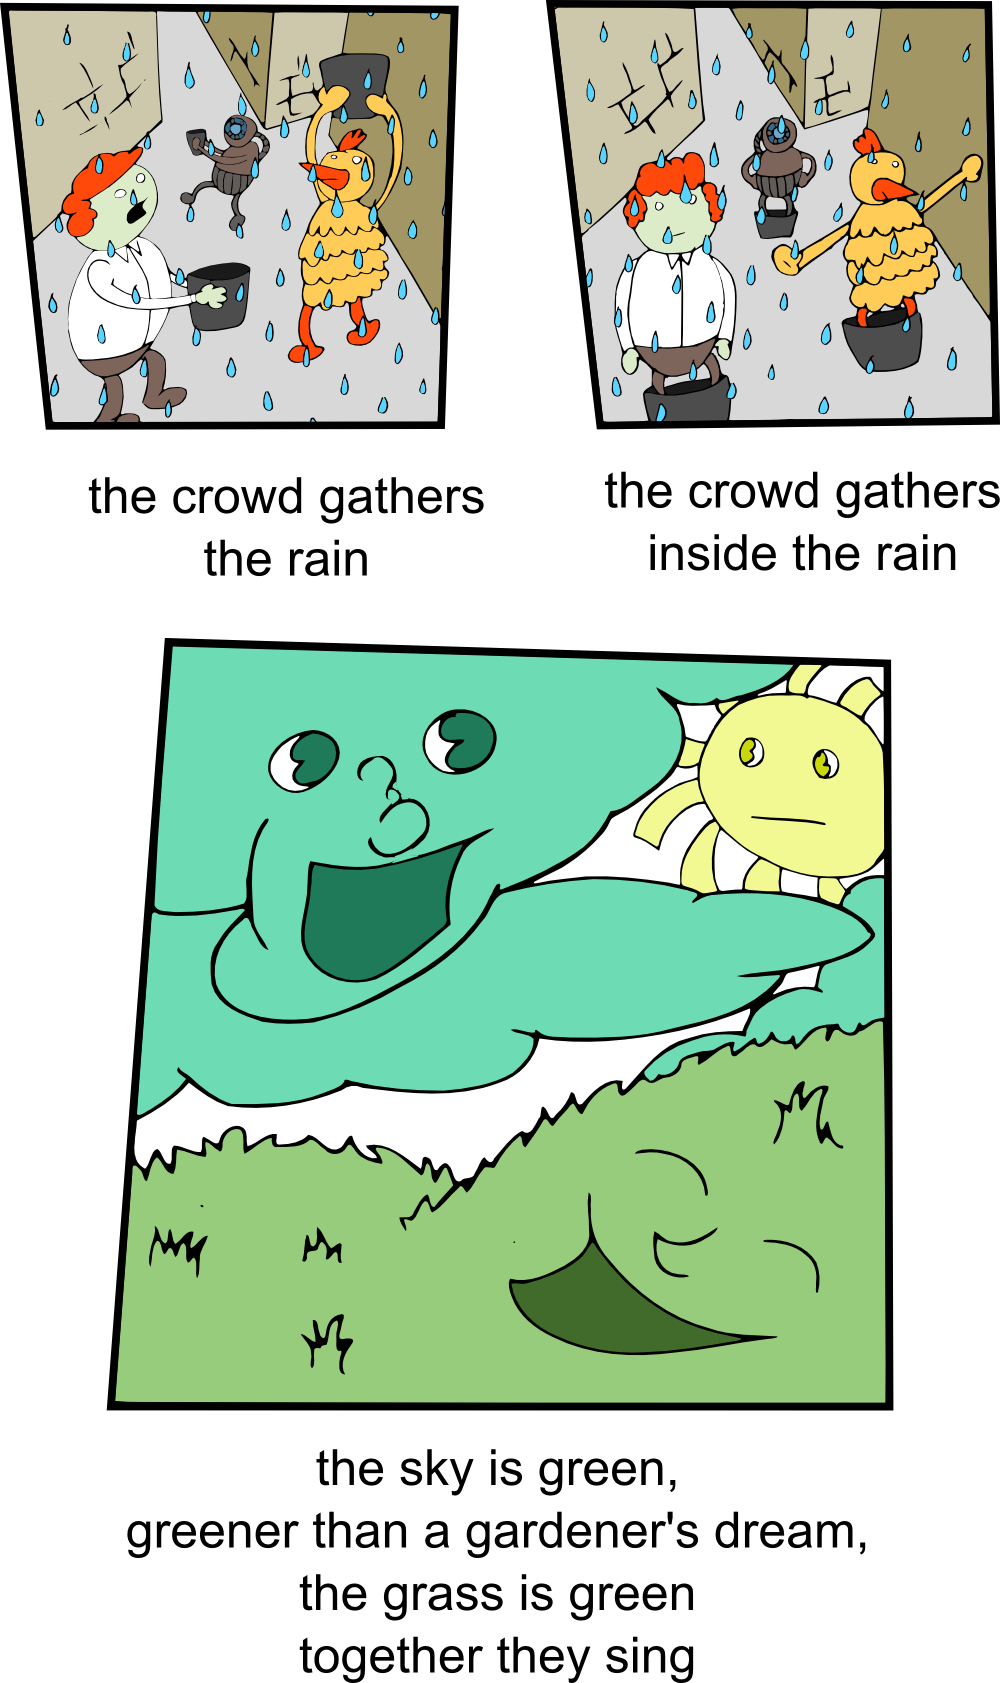 the crowd gathers
the rain
the crowd gathers
inside the rain
the sky is green,
greener than a gardener's dream,
the grass is green
together they sing